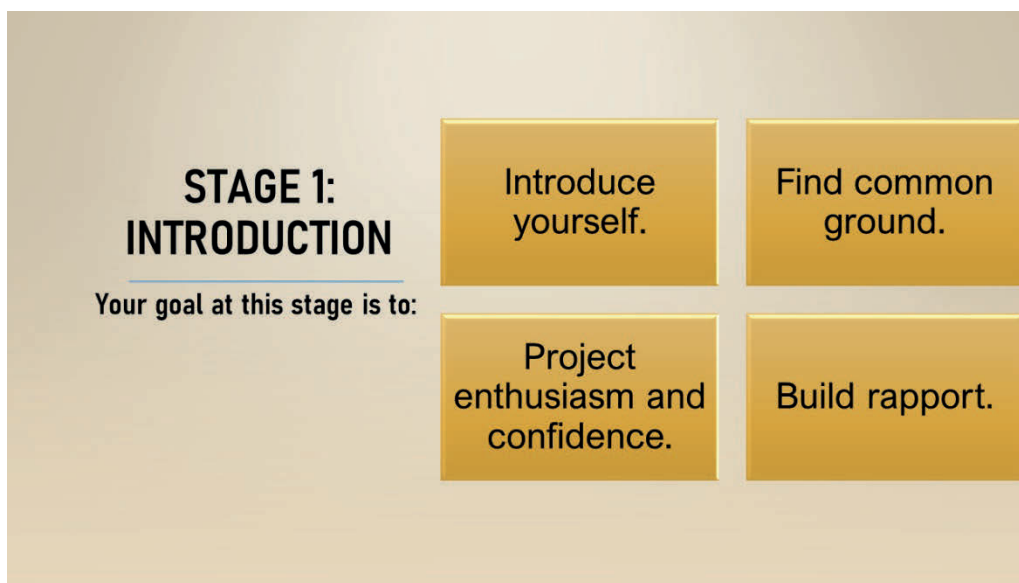 STAGE 1:
INTRODUCTION
Your goal at this stage is to:
Introduce
yourself.
Find common
ground.
Project
enthusiasm and
confidence.
Build rapport.